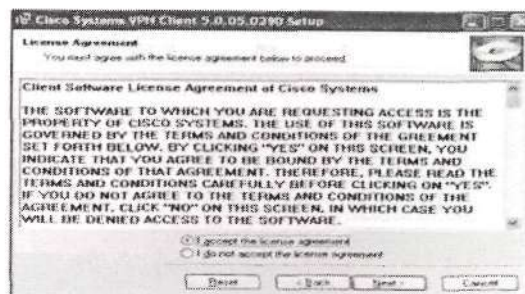 Cisco Systems VPN Client 5.0.05.0290 Setup
License Agreement
You must agree with the license agreement below to proceed.
Client Software License Agreement of Cisco Systems
THE SOFTWARE TO WHICH YOU ARE REQUESTING ACCESS IS THE
PROPERTY OF CISCO SYSTEMS. THE USE OF THIS SOFTWARE IS
GOVERNED BY THE TERMS AND CONDITIONS OF THE GREEMENT
SET FORTH BELOW. BY CLICKING "YES" ON THIS SCREEN, YOU
INDICATE THAT YOU AGREE TO BE BOUND BY THE TERMS AND
CONDITIONS OF THAT AGREEMENT. THEREFORE, PLEASE READ THE
TERMS AND CONDITIONS CAREFULLY BEFORE CLICKING ON "YES".
IF YOU DO NOT AGREE TO THE TERMS AND CONDITIONS OF THE
AGREEMENT, CLICK "NO" ON THIS SCREEN, IN WHICH CASE YOU
WILL BE DENIED ACCESS TO THE SOFTWARE.
I accept the license agreement
I do not accept the license agreement
Reset < Back Next > Cancel